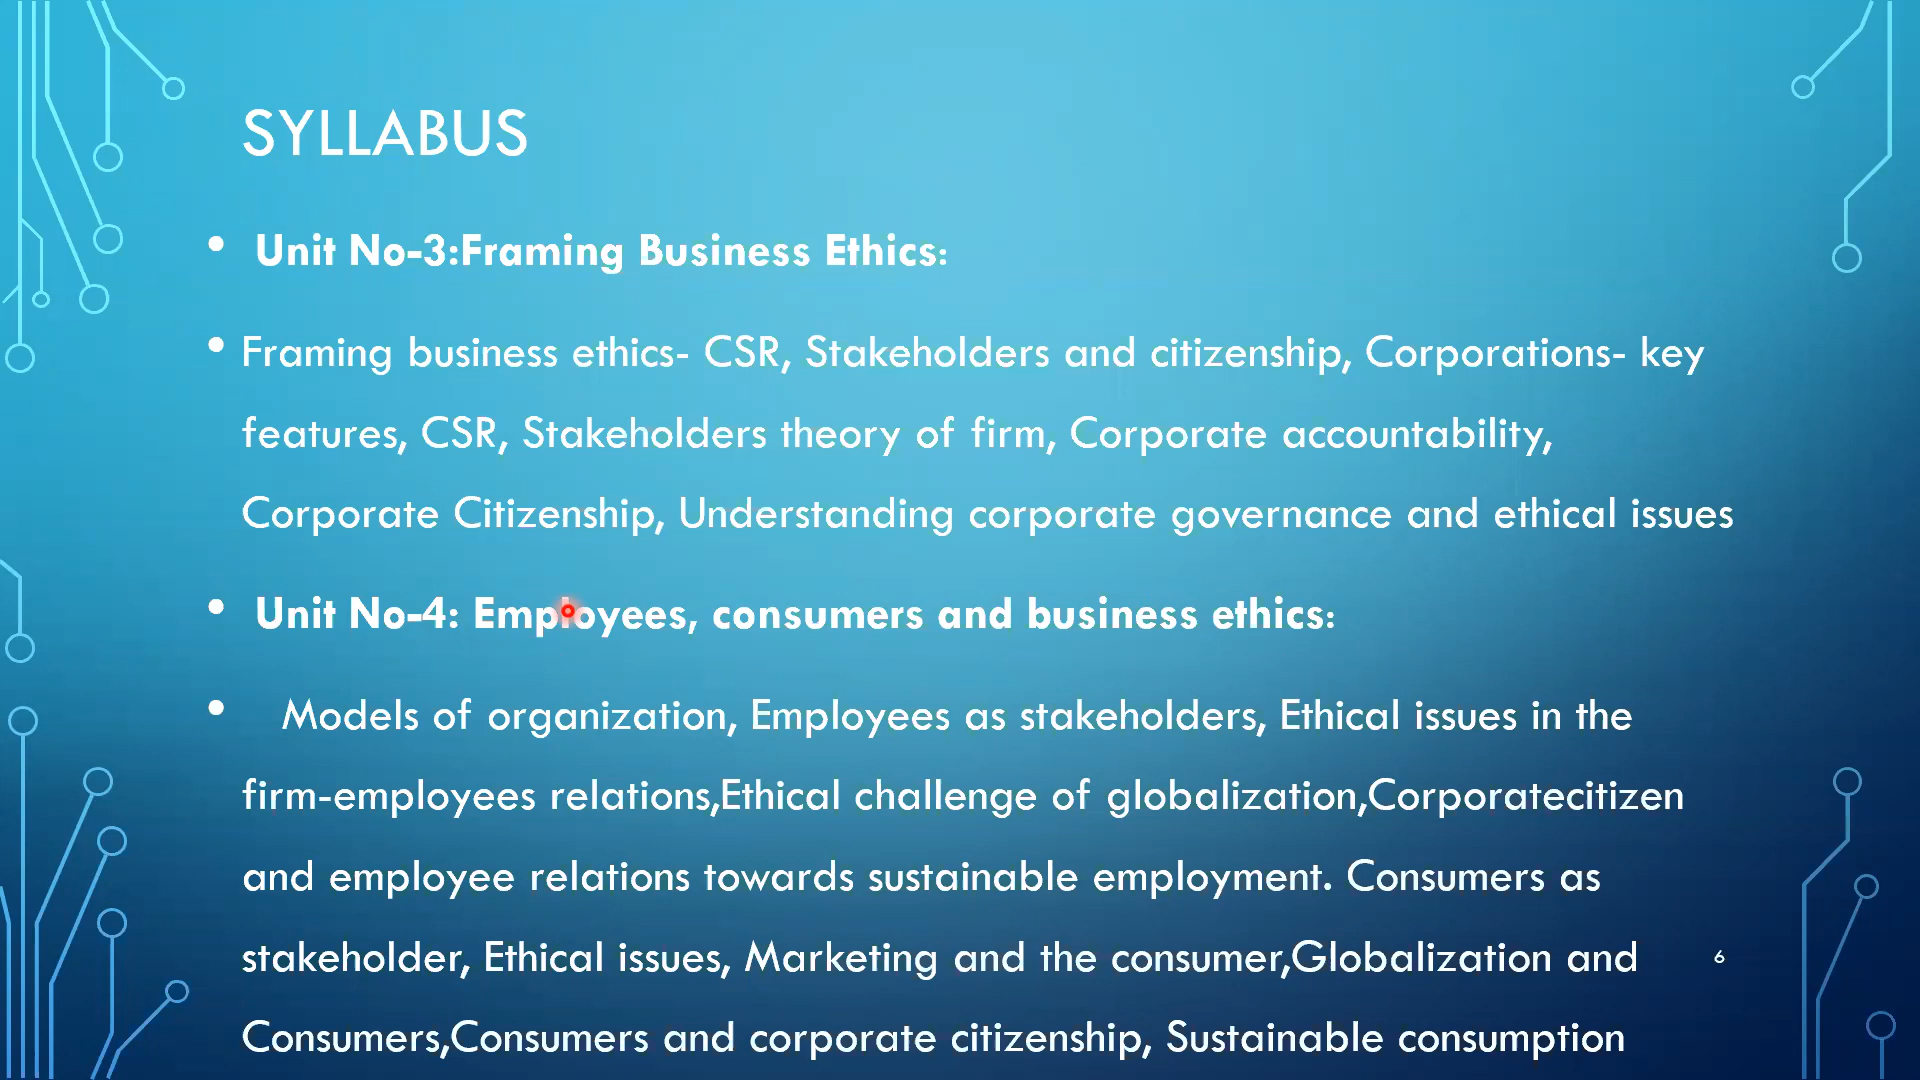 SYLLABUS
• Unit No-3:Framing Business Ethics:
• Framing business ethics- CSR, Stakeholders and citizenship, Corporations- key
features, CSR, Stakeholders theory of firm, Corporate accountability,
Corporate Citizenship, Understanding corporate governance and ethical issues
• Unit No-4: Employees, consumers and business ethics:
• Models of organization, Employees as stakeholders, Ethical issues in the
firm-employees relations,Ethical challenge of globalization,Corporatecitizen
and employee relations towards sustainable employment. Consumers as
stakeholder, Ethical issues, Marketing and the consumer,Globalization and
6
Consumers,Consumers and corporate citizenship, Sustainable consumption